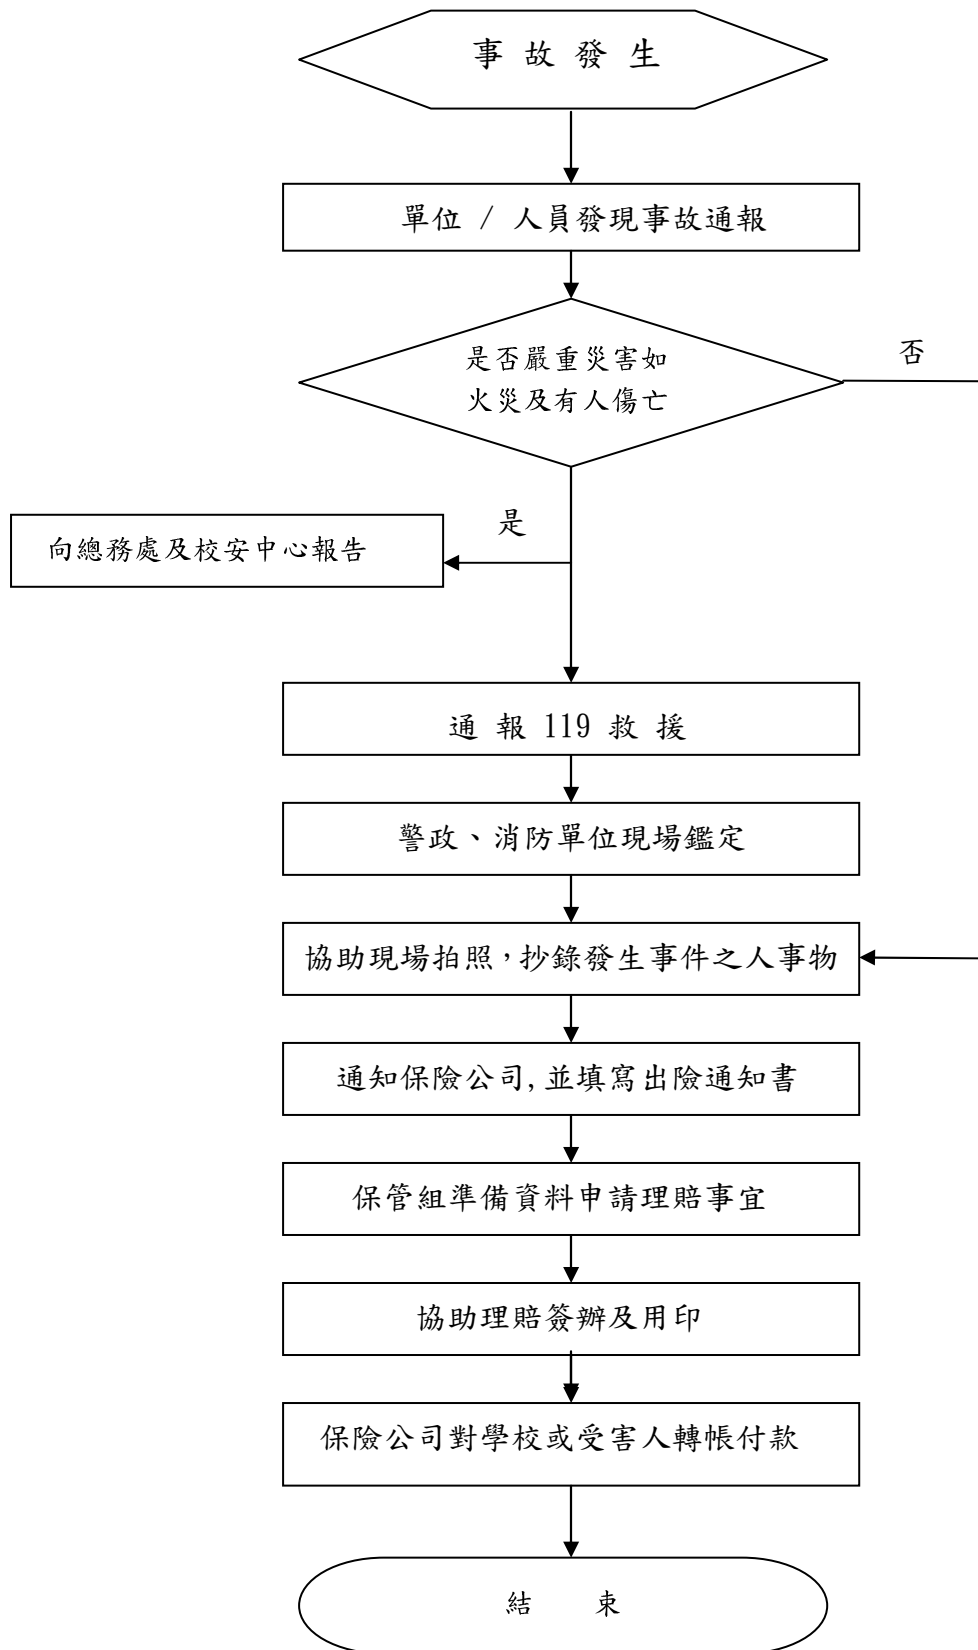 事 故 發 生
單位 / 人員發現事故通報
是否嚴重災害如
火災及有人傷亡
否
是
向總務處及校安中心報告
通 報 119 救 援
警政、消防單位現場鑑定
協助現場拍照，抄錄發生事件之人事物
通知保險公司,並填寫出險通知書
保管組準備資料申請理賠事宜
協助理賠簽辦及用印
保險公司對學校或受害人轉帳付款
結 束